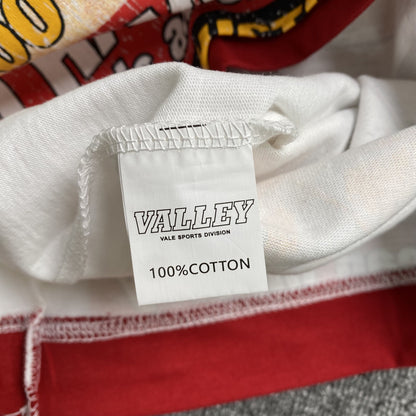 VALLEY
VALE SPORTS DIVISION
100%COTTON